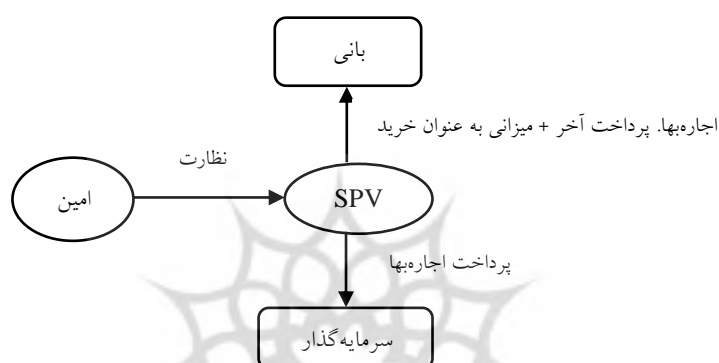 بانی
اجاره‌بها. پرداخت آخر + میزانی به عنوان خرید
نظارت
امین
SPV
پرداخت اجاره‌بها
سرمایه‌گذار